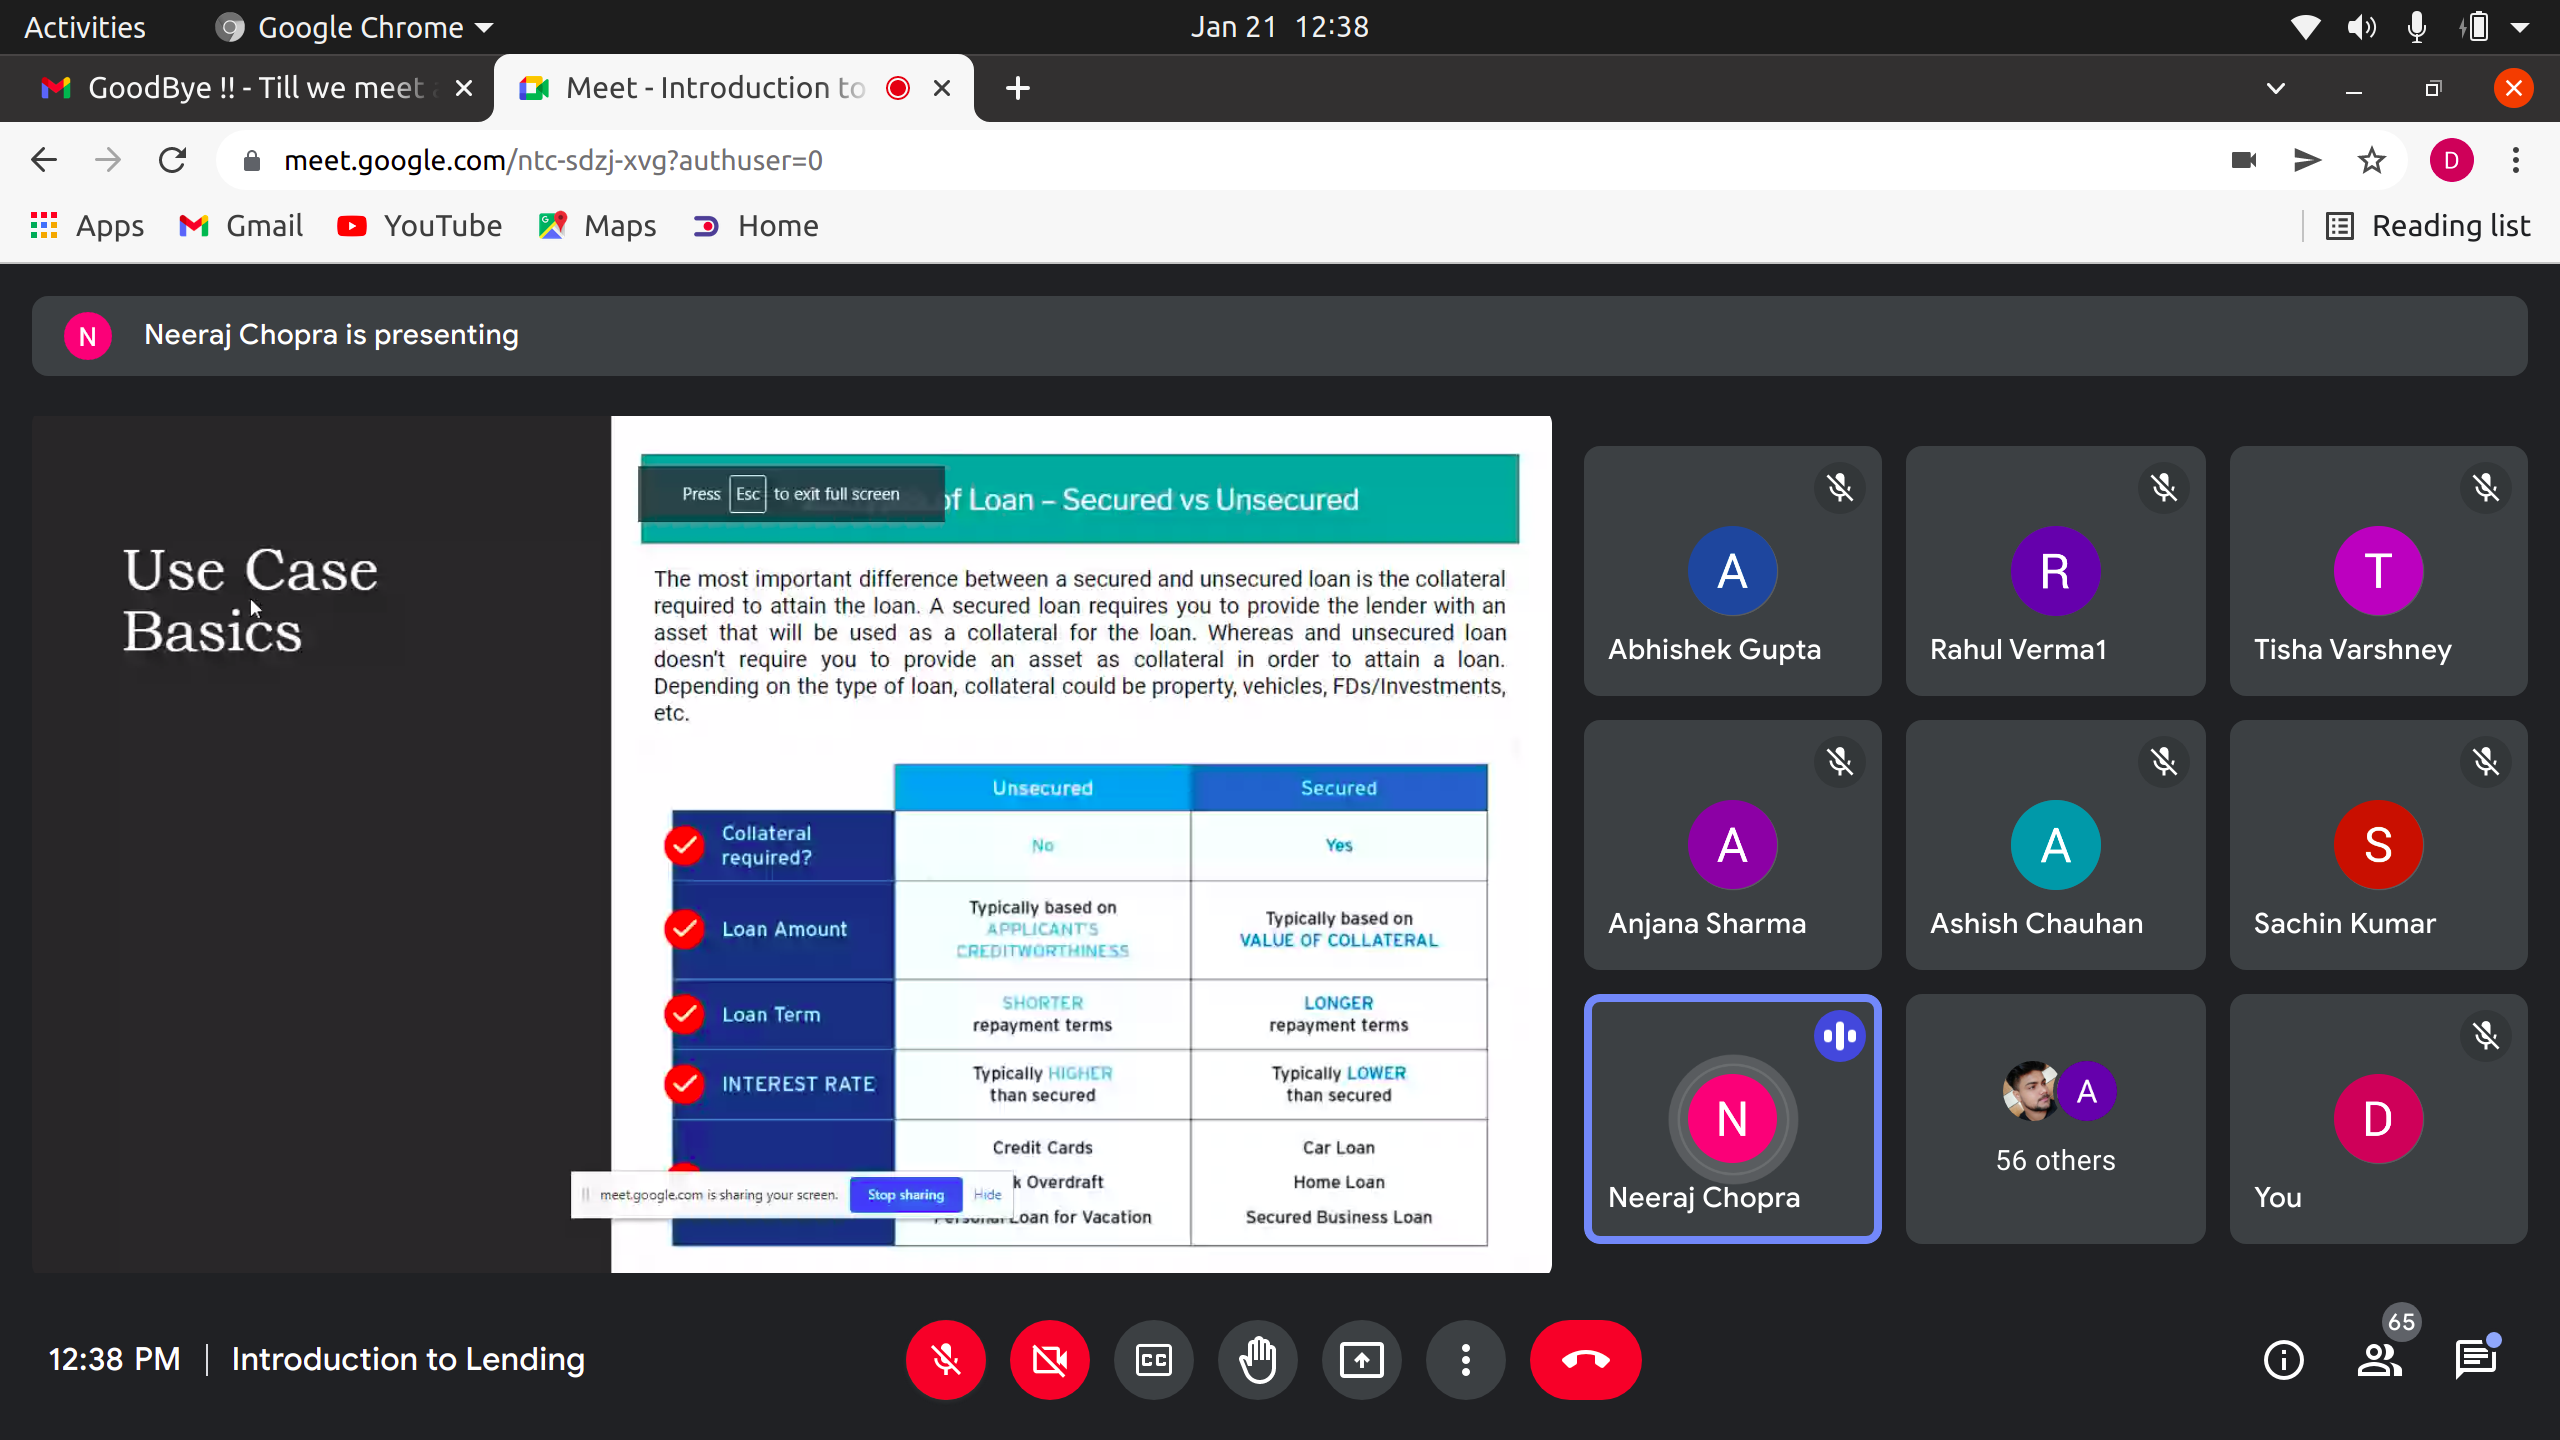 Activities
Google Chrome
Jan 21 12:38
GoodBye !! - Till we meet
Meet - Introduction to
meet.google.com/ntc-sdzj-xvg?authuser=0
D
Apps
Gmail
YouTube
Maps
Home
Reading list
N
Neeraj Chopra is presenting
Use Case
Basics
Press Esc to exit full screen
of Loan – Secured vs Unsecured
The most important difference between a secured and unsecured loan is the collateral
required to attain the loan. A secured loan requires you to provide the lender with an
asset that will be used as a collateral for the loan. Whereas and unsecured loan
doesn't require you to provide an asset as collateral in order to attain a loan.
Depending on the type of loan, collateral could be property, vehicles, FDs/Investments,
etc.
Unsecured
Secured
Collateral
required?
No
Yes
Loan Amount
Typically based on
APPLICANT'S
CREDITWORTHINESS
Typically based on
VALUE OF COLLATERAL
Loan Term
SHORTER
repayment terms
LONGER
repayment terms
INTEREST RATE
Typically HIGHER
than secured
Typically LOWER
than secured
Credit Cards
k Overdraft
Personal Loan for Vacation
Car Loan
Home Loan
Secured Business Loan
meet.google.com is sharing your screen.
Stop sharing
Hide
A
Abhishek Gupta
R
Rahul Verma1
T
Tisha Varshney
A
Anjana Sharma
A
Ashish Chauhan
S
Sachin Kumar
N
Neeraj Chopra
A
56 others
D
You
12:38 PM | Introduction to Lending
CC
65